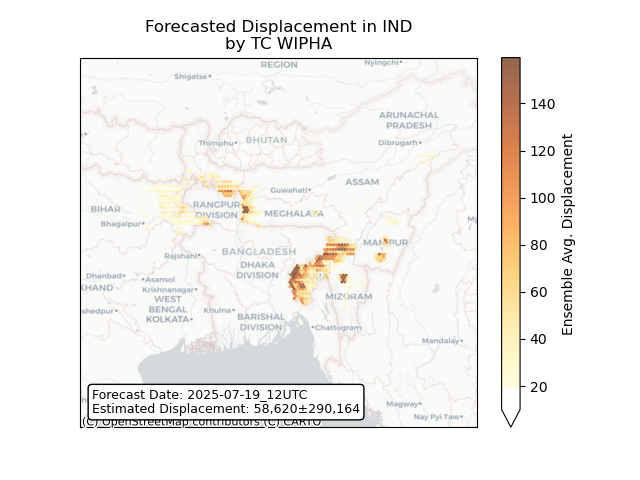 Forecasted Displacement in IND
by TC WIPHA
REGION
Nyingchi
Shigatse
ARUNACHAL
PRADESH
Thimphu
BHUTAN
Dibrugarh
ASSAM
Guwahati
BIHAR
RANGPUR
DIVISION
MEGHALAYA
Bhagalpur
MANIPUR
Rajshahi
BANGLADESH
DHAKA
DIVISION
Dhanbad
Asansol
KHAND
Krishnanagar
WEST
BENGAL
KOLKATA
MIZORAM
shedpur
Khulna
BARISHAL
DIVISION
Chattogram
Mandalay
Magway
Nay Pyi Taw
Forecast Date: 2025-07-19_12UTC
Estimated Displacement: 58,620±290,164
(C) OpenStreetMap contributors (C) CARTO
140
120
100
80
60
40
20
Ensemble Avg. Displacement